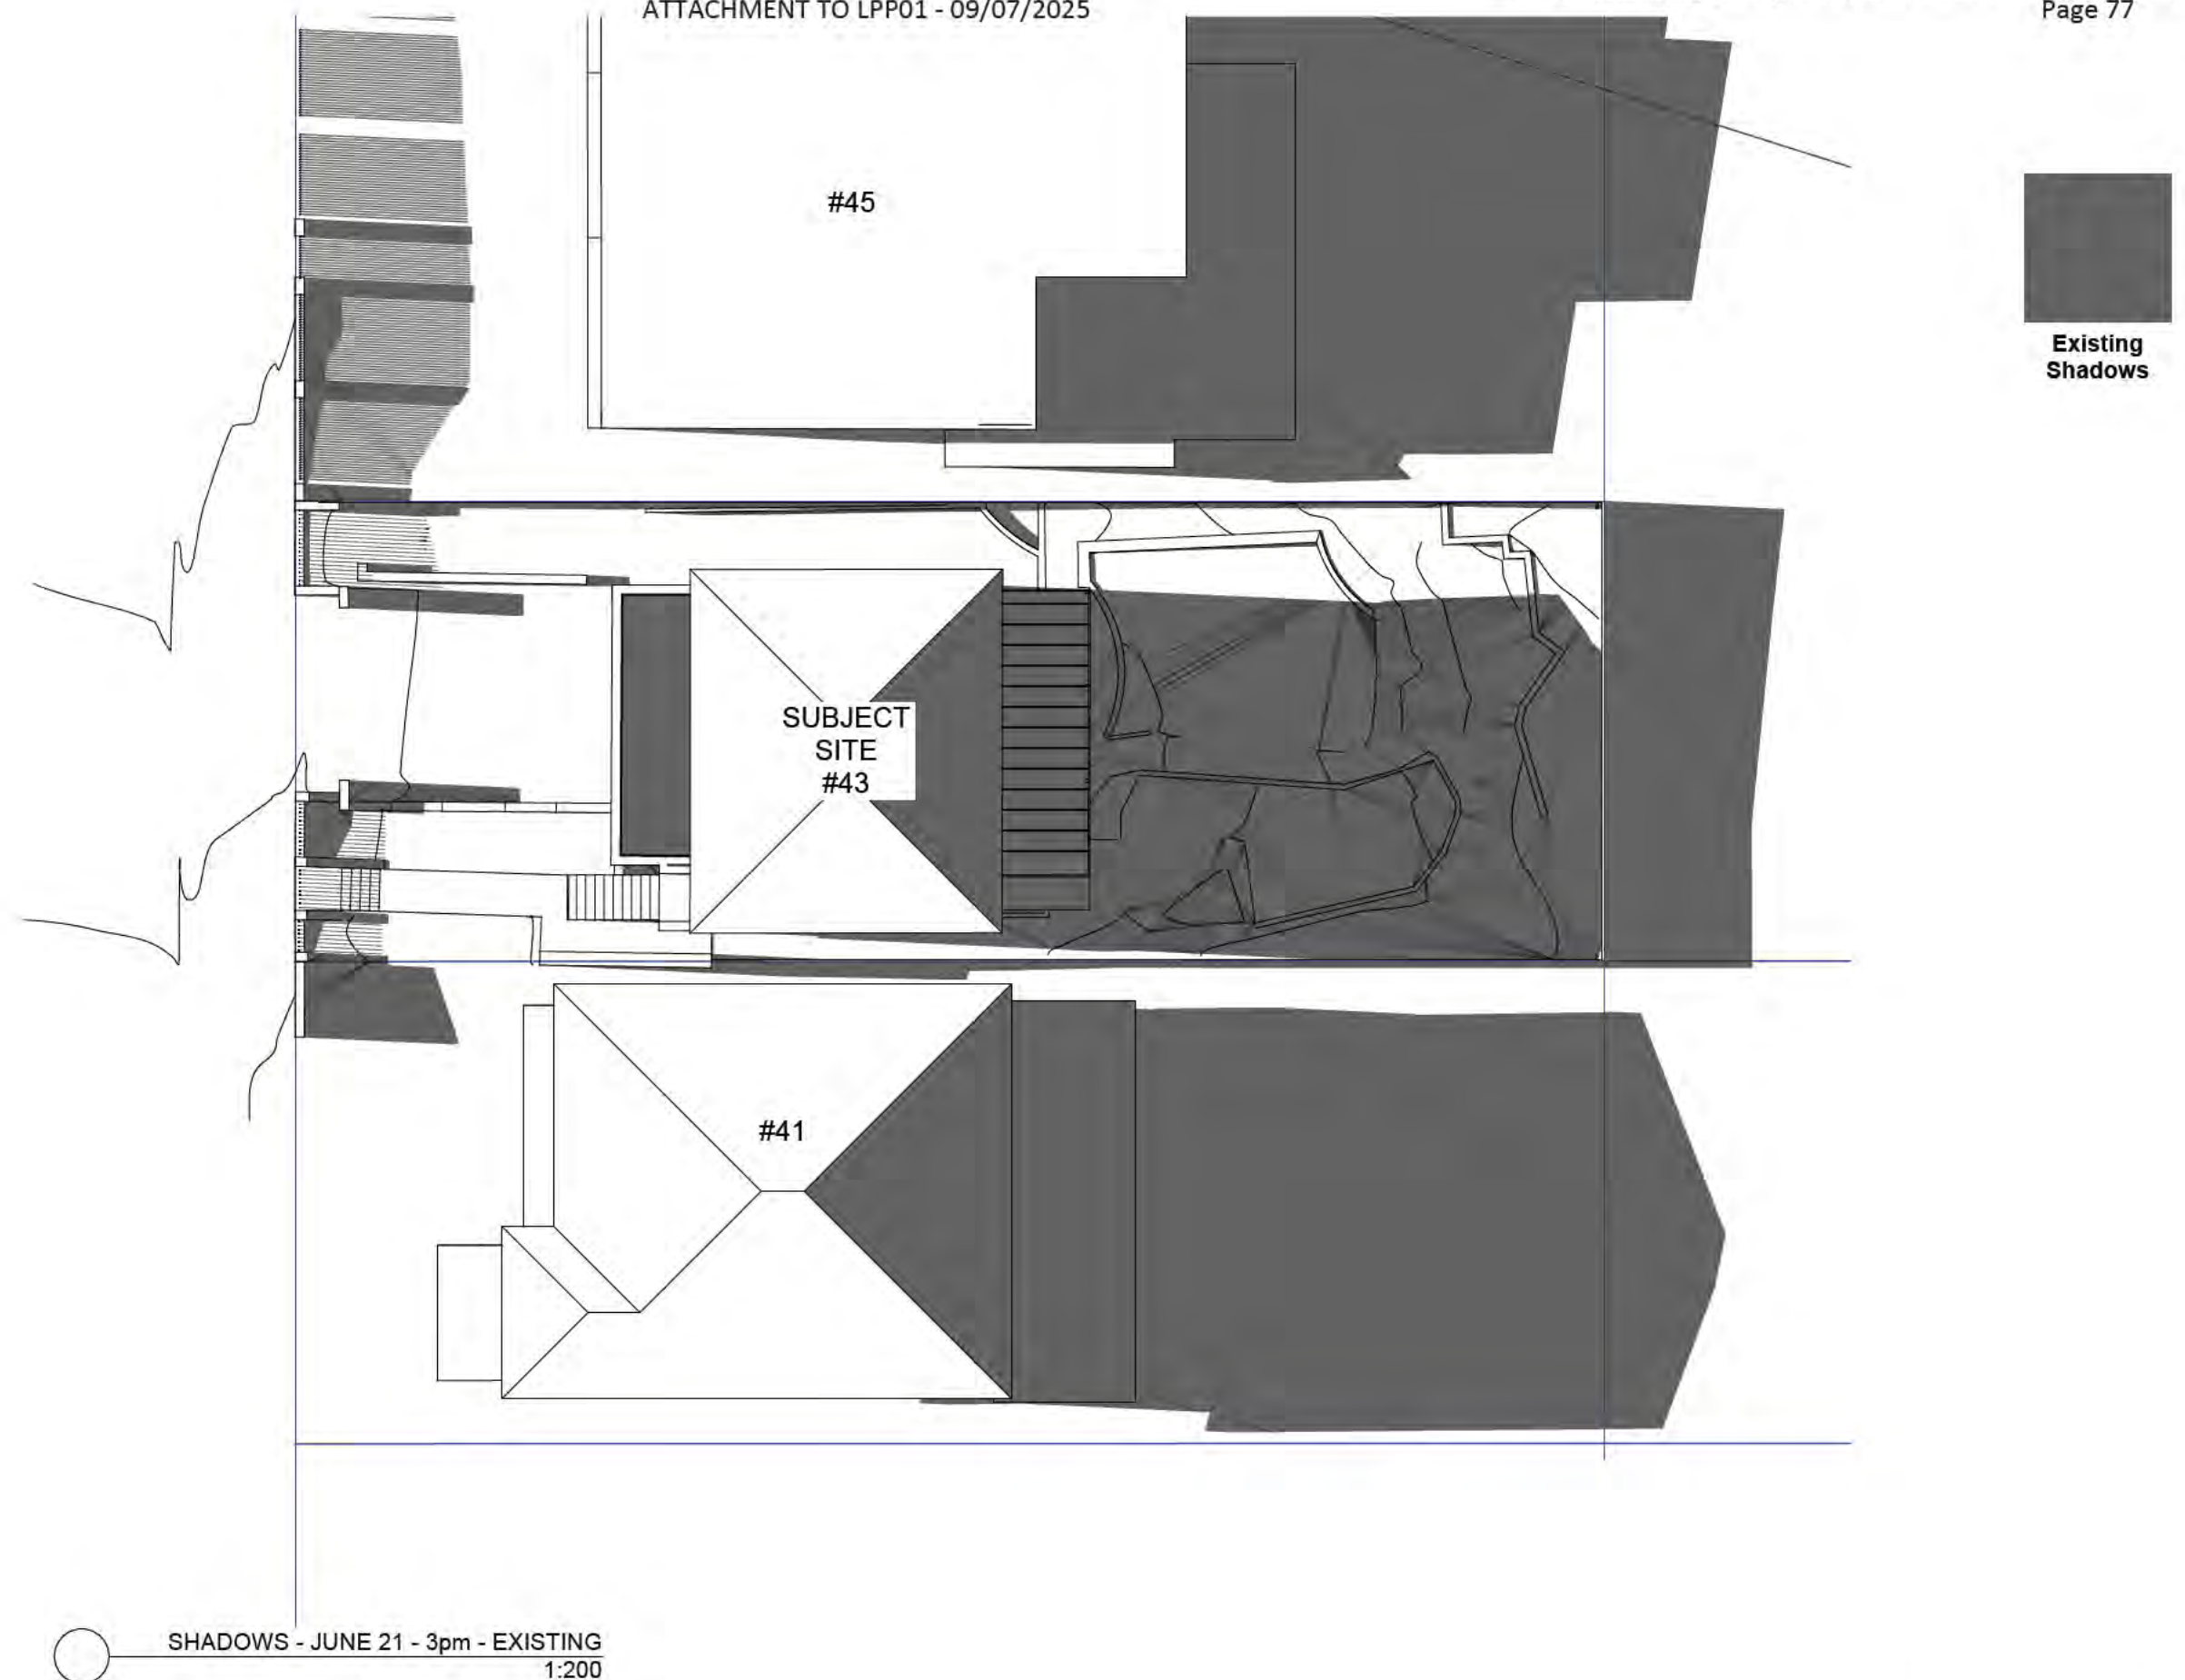 ATTACHMENT TO LPP01 - 09/07/2025
Page 77
#45
Existing
Shadows
SUBJECT
SITE
#43
#41
SHADOWS - JUNE 21 - 3pm - EXISTING
1:200